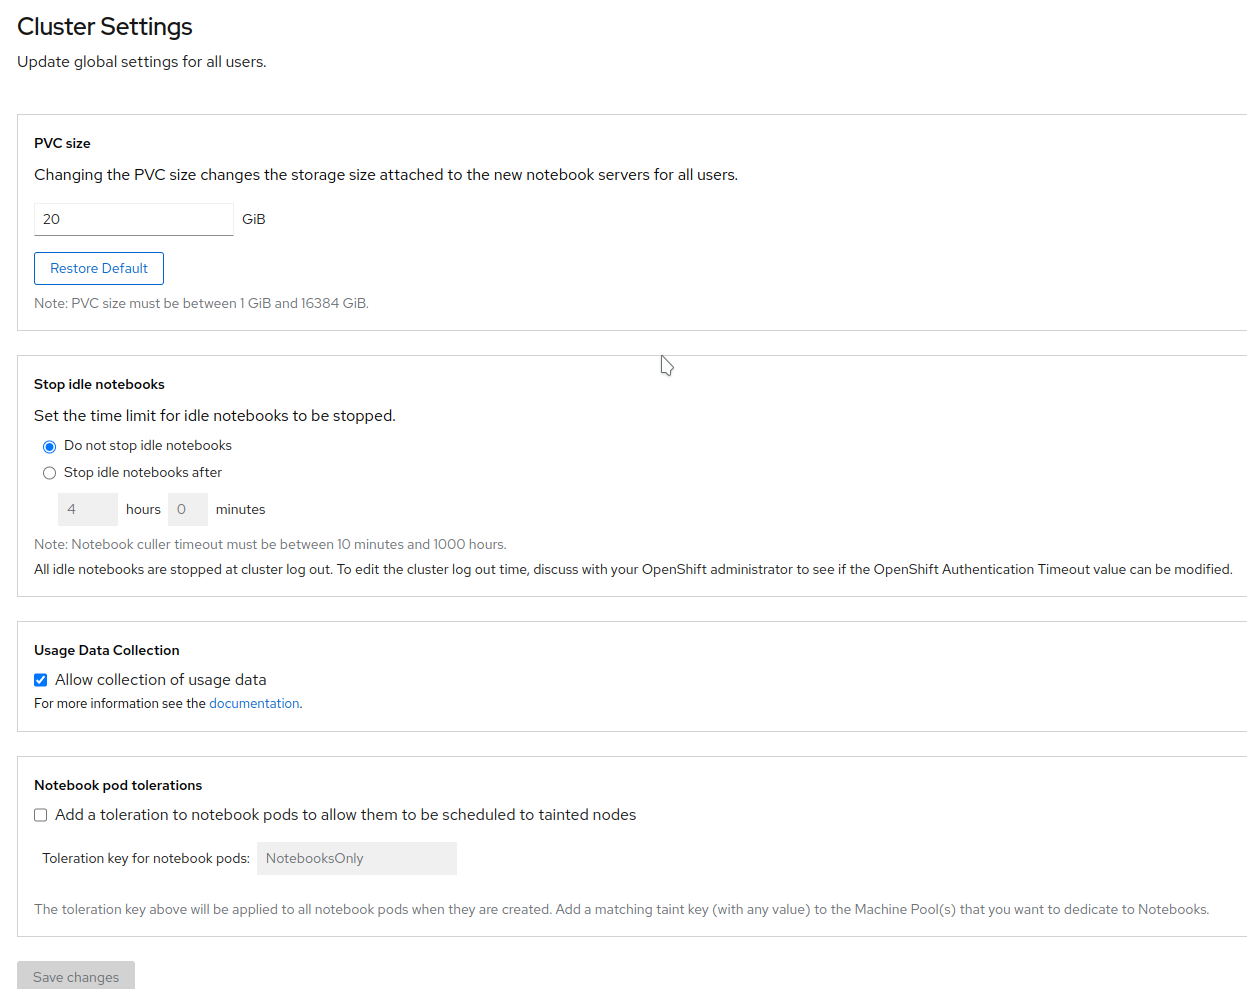 Cluster Settings
Update global settings for all users.
PVC size
Changing the PVC size changes the storage size attached to the new notebook servers for all users.
20 GiB
Restore Default
Note: PVC size must be between 1 GiB and 16384 GiB.
Stop idle notebooks
Set the time limit for idle notebooks to be stopped.
Do not stop idle notebooks
Stop idle notebooks after
4 hours 0 minutes
Note: Notebook culler timeout must be between 10 minutes and 1000 hours.
All idle notebooks are stopped at cluster log out. To edit the cluster log out time, discuss with your OpenShift administrator to see if the OpenShift Authentication Timeout value can be modified.
Usage Data Collection
Allow collection of usage data
For more information see the documentation.
Notebook pod tolerations
Add a toleration to notebook pods to allow them to be scheduled to tainted nodes
Toleration key for notebook pods: NotebooksOnly
The toleration key above will be applied to all notebook pods when they are created. Add a matching taint key (with any value) to the Machine Pool(s) that you want to dedicate to Notebooks.
Save changes